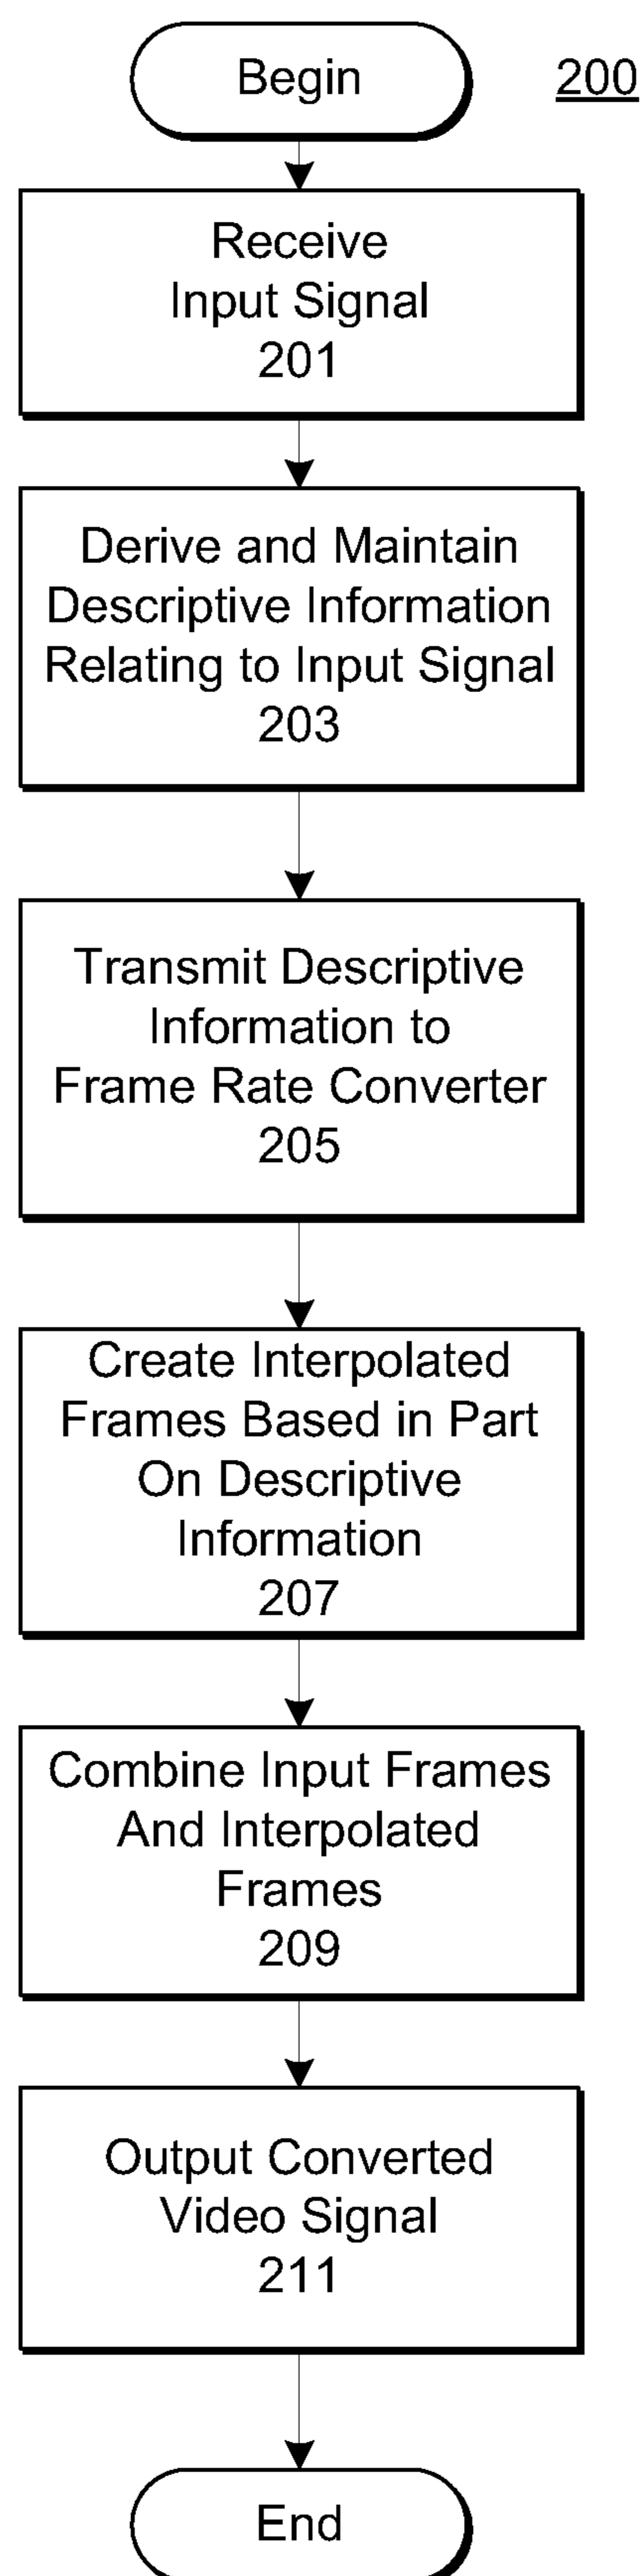 Begin
200
Receive
Input Signal
201
Derive and Maintain
Descriptive Information
Relating to Input Signal
203
Transmit Descriptive
Information to
Frame Rate Converter
205
Create Interpolated
Frames Based in Part
On Descriptive
Information
207
Combine Input Frames
And Interpolated
Frames
209
Output Converted
Video Signal
211
End